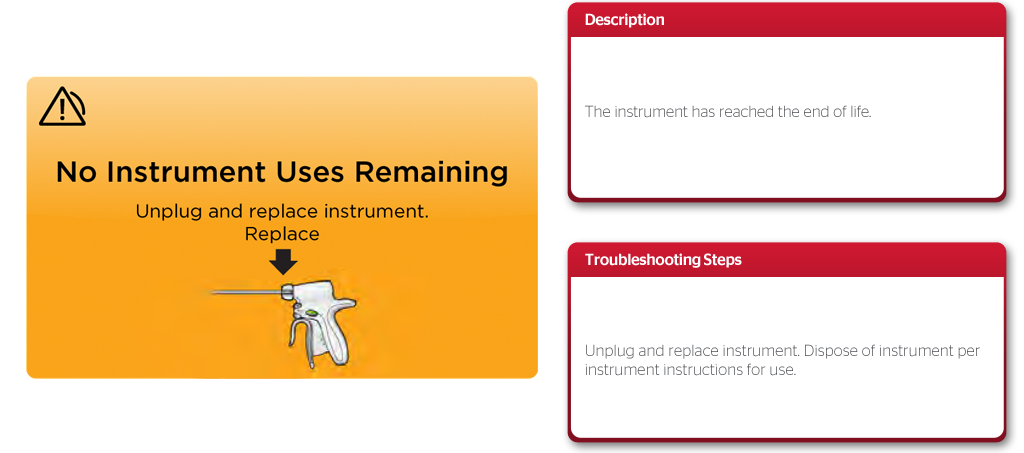 No Instrument Uses Remaining
Unplug and replace instrument.
Replace
Description
The instrument has reached the end of life.
Troubleshooting Steps
Unplug and replace instrument. Dispose of instrument per
instrument instructions for use.